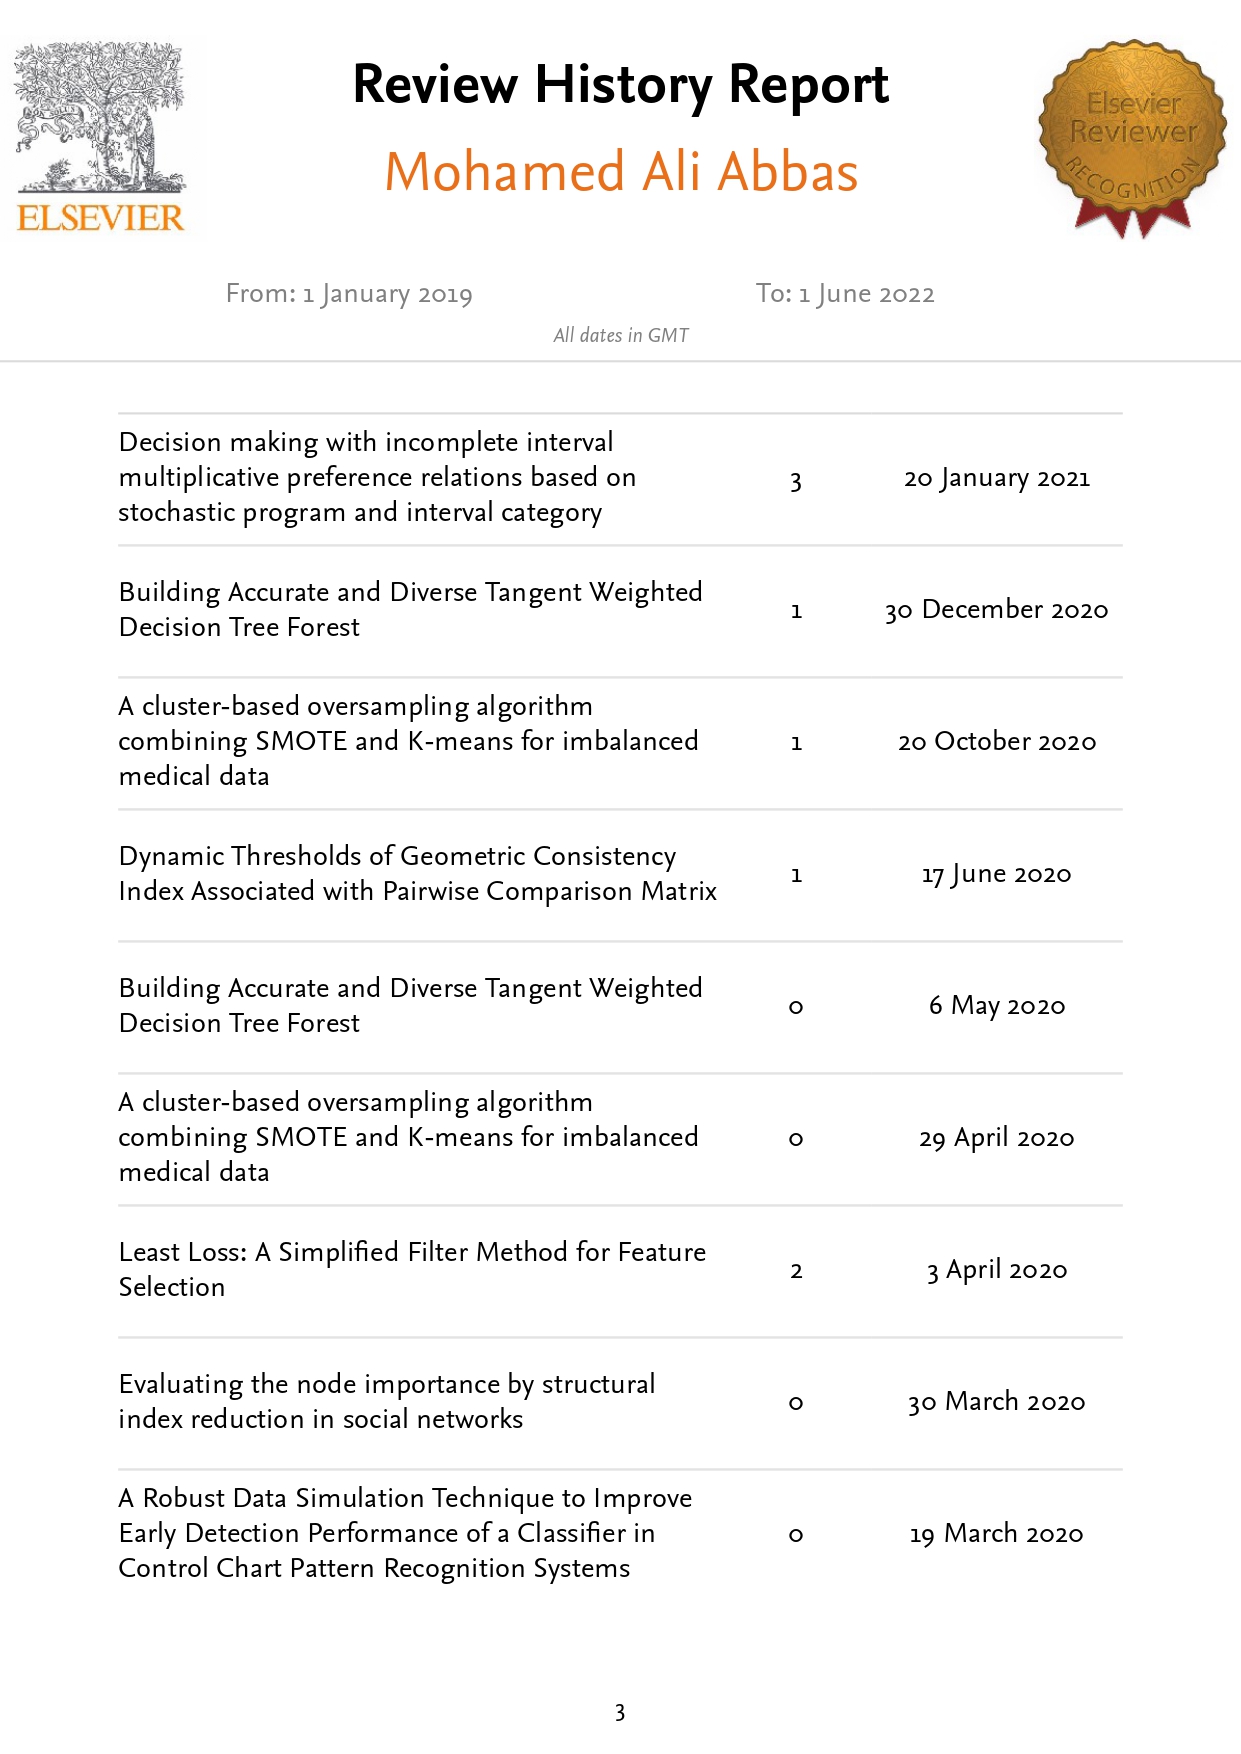 ELSEVIER
Review History Report
Mohamed Ali Abbas
Elsevier
Reviewer
RECOGNITION
From: 1 January 2019 To: 1 June 2022
All dates in GMT
Decision making with incomplete interval
multiplicative preference relations based on
stochastic program and interval category
3 20 January 2021
Building Accurate and Diverse Tangent Weighted
Decision Tree Forest
1 30 December 2020
A cluster-based oversampling algorithm
combining SMOTE and K-means for imbalanced
medical data
1 20 October 2020
Dynamic Thresholds of Geometric Consistency
Index Associated with Pairwise Comparison Matrix
1 17 June 2020
Building Accurate and Diverse Tangent Weighted
Decision Tree Forest
0 6 May 2020
A cluster-based oversampling algorithm
combining SMOTE and K-means for imbalanced
medical data
0 29 April 2020
Least Loss: A Simplified Filter Method for Feature
Selection
2 3 April 2020
Evaluating the node importance by structural
index reduction in social networks
0 30 March 2020
A Robust Data Simulation Technique to Improve
Early Detection Performance of a Classifier in
Control Chart Pattern Recognition Systems
0 19 March 2020
3